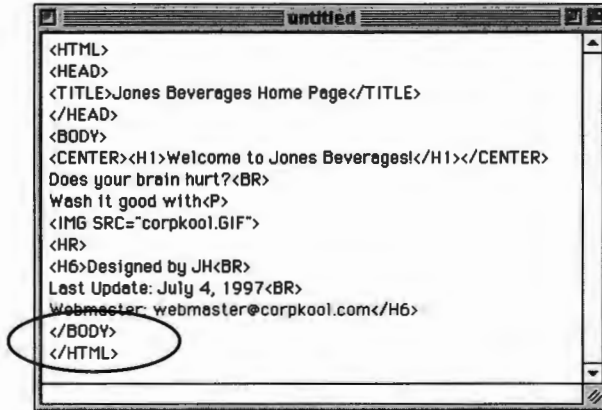 untitled
<HTML>
<HEAD>
<TITLE>Jones Beverages Home Page</TITLE>
</HEAD>
<BODY>
<CENTER><H1>Welcome to Jones Beverages!</H1></CENTER>
Does your brain hurt?<BR>
Wash it good with<P>
<IMG SRC="corpkool.GIF">
<HR>
<H6>Designed by JH<BR>
Last Update: July 4, 1997<BR>
Webmaster: webmaster@corpkool.com</H6>
</BODY>
</HTML>